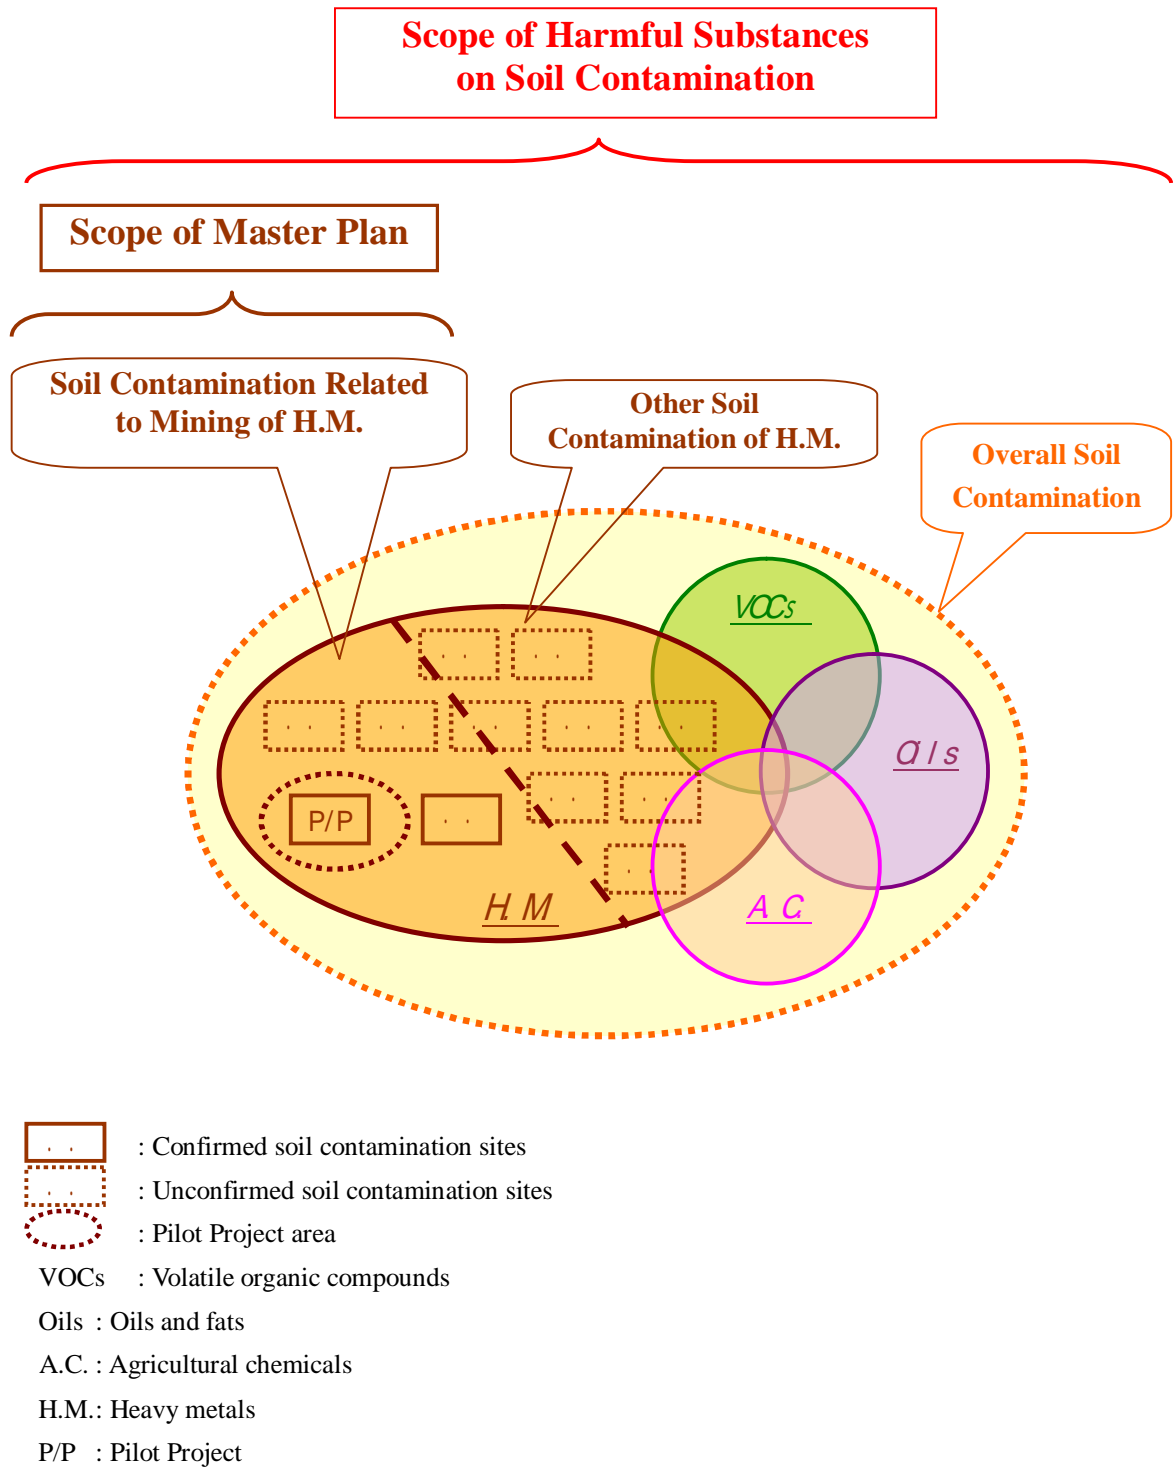 Scope of Harmful Substances
on Soil Contamination
Scope of Master Plan
Soil Contamination Related
to Mining of H.M.
Other Soil
Contamination of H.M.
Overall Soil
Contamination
VOCs
Oils
P/P
H.M
A.C.
: Confirmed soil contamination sites
: Unconfirmed soil contamination sites
: Pilot Project area
VOCs : Volatile organic compounds
Oils : Oils and fats
A.C. : Agricultural chemicals
H.M.: Heavy metals
P/P : Pilot Project